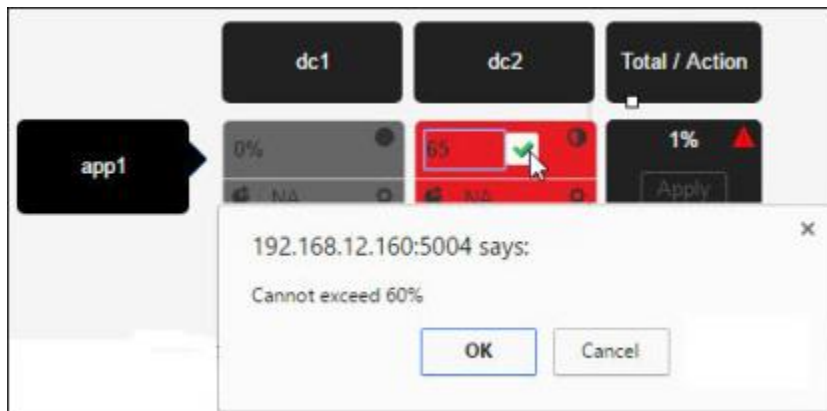 dc1
dc2
Total / Action
app1
0%
65
1%
NA
NA
Apply
192.168.12.160:5004 says:
Cannot exceed 60%
OK
Cancel